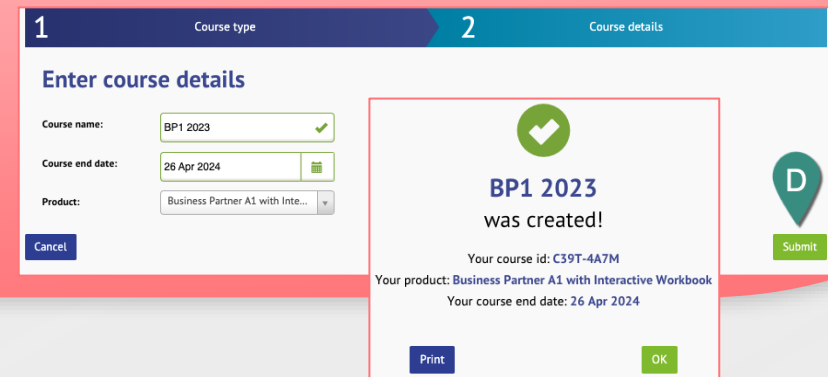 1 Course type
2 Course details
Enter course details
Course name: BP1 2023
Course end date: 26 Apr 2024
Product: Business Partner A1 with Inte...
Cancel
BP1 2023
was created!
Your course id: C39T-4A7M
Your product: Business Partner A1 with Interactive Workbook
Your course end date: 26 Apr 2024
Print
OK
D
Submit